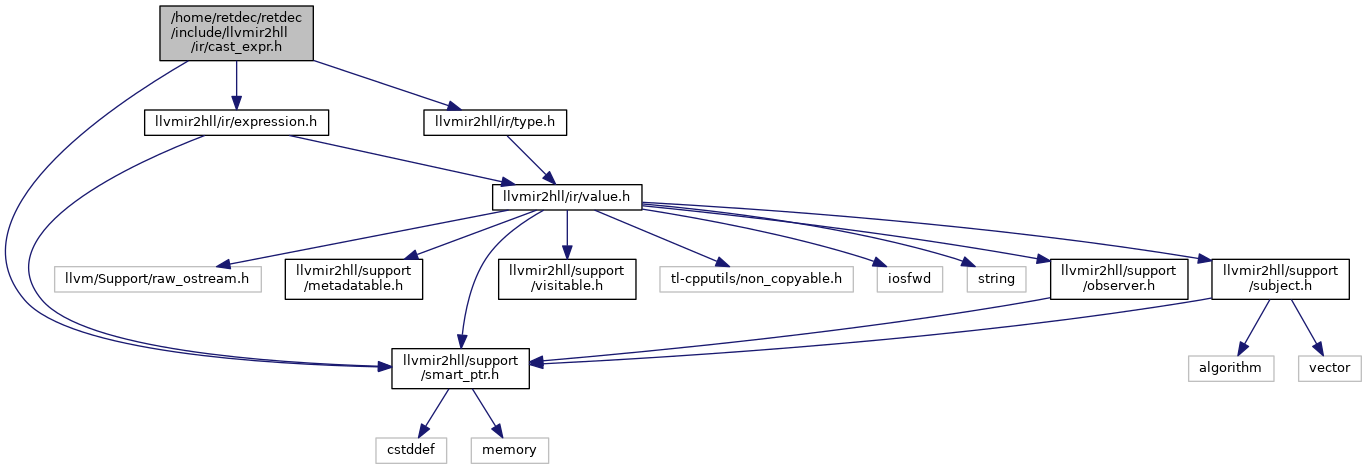 /home/retdec/retdec
/include/llvmir2hll
/ir/cast_expr.h
llvmir2hll/ir/expression.h
llvmir2hll/ir/type.h
llvmir2hll/ir/value.h
llvm/Support/raw_ostream.h
llvmir2hll/support
/metadatable.h
llvmir2hll/support
/visitable.h
tl-cpputils/non_copyable.h
iosfwd
string
llvmir2hll/support
/observer.h
llvmir2hll/support
/subject.h
llvmir2hll/support
/smart_ptr.h
algorithm
vector
cstddef
memory